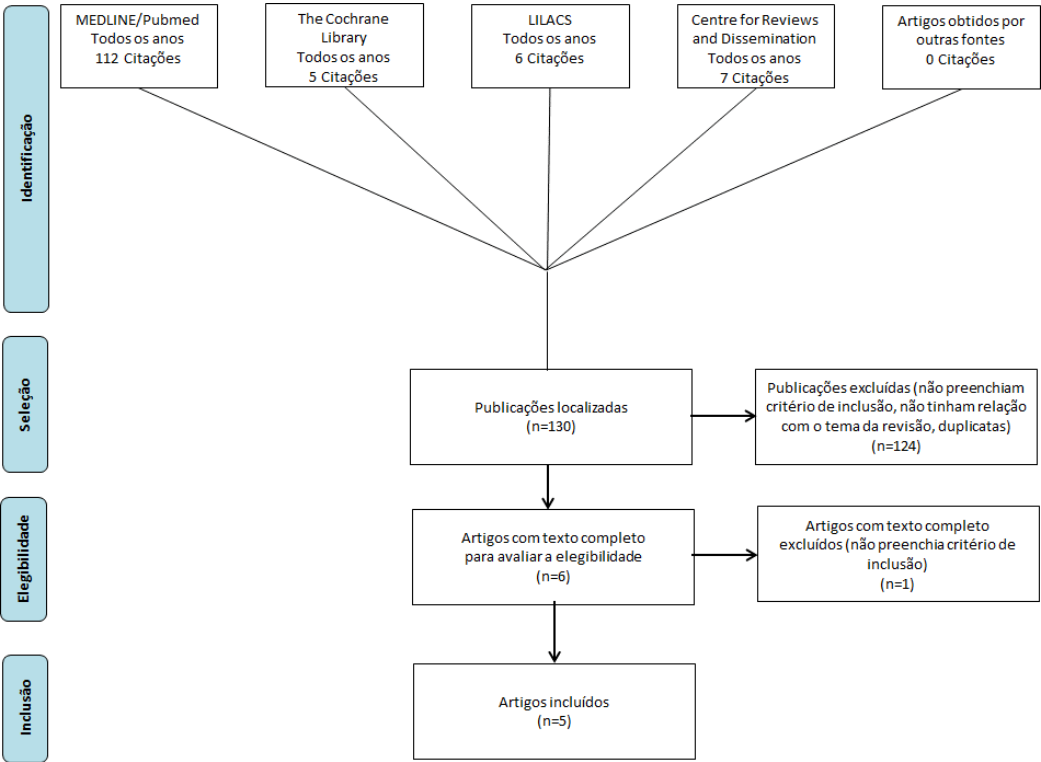 Identificação
MEDLINE/Pubmed
Todos os anos
112 Citações
The Cochrane
Library
Todos os anos
5 Citações
LILACS
Todos os anos
6 Citações
Centre for Reviews
and Dissemination
Todos os anos
7 Citações
Artigos obtidos por
outras fontes
0 Citações
Seleção
Publicações localizadas
(n=130)
Publicações excluídas (não preenchiam
critério de inclusão, não tinham relação
com o tema da revisão, duplicatas)
(n=124)
Elegibilidade
Artigos com texto completo
para avaliar a elegibilidade
(n=6)
Artigos com texto completo
excluídos (não preenchia critério de
inclusão)
(n=1)
Inclusão
Artigos incluídos
(n=5)